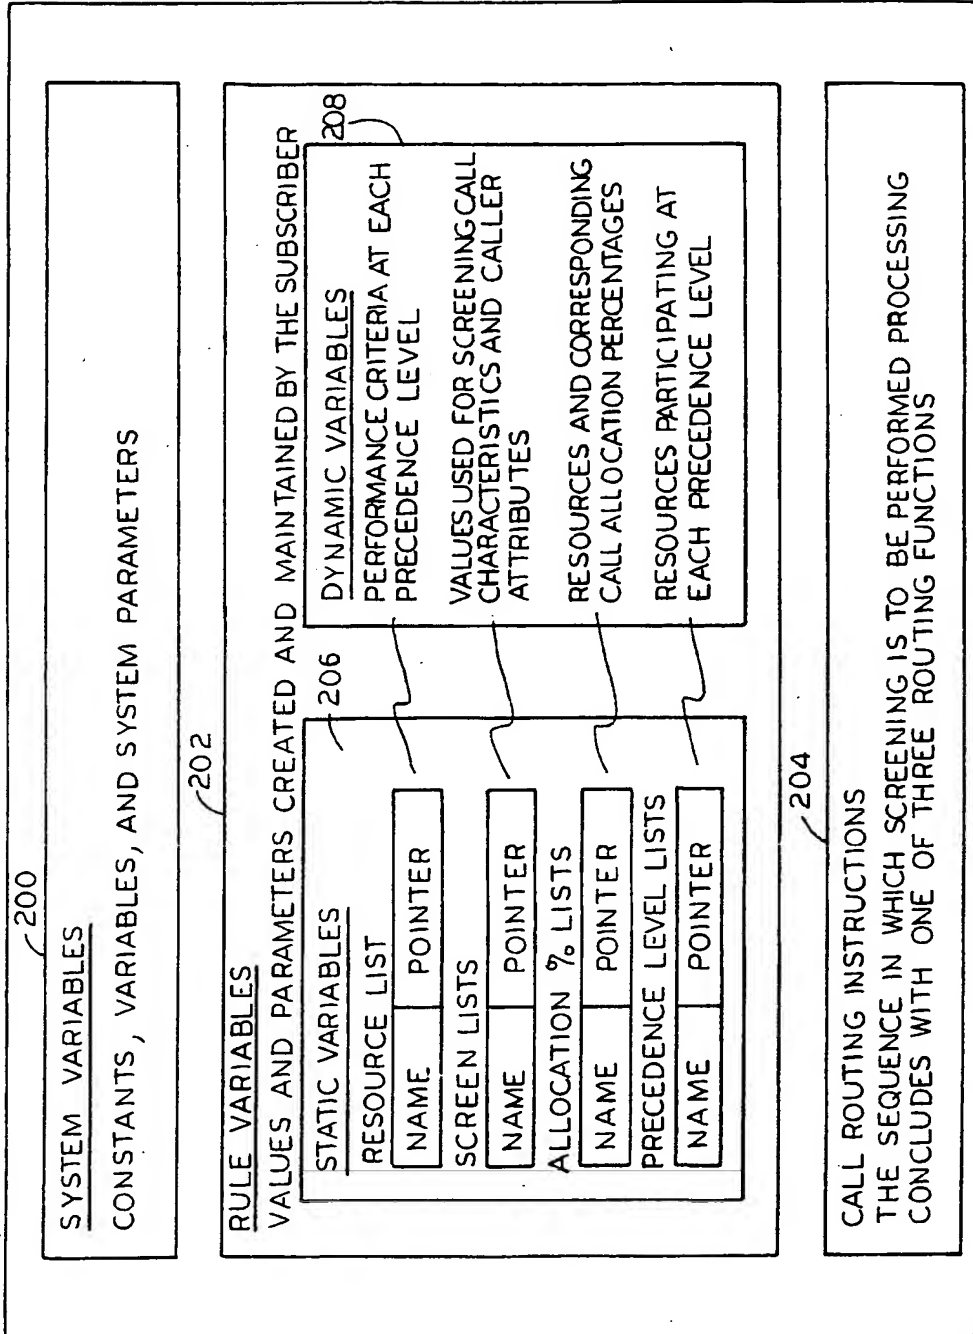 200
SYSTEM VARIABLES
CONSTANTS, VARIABLES, AND SYSTEM PARAMETERS
202
RULE VARIABLES
VALUES AND PARAMETERS CREATED AND MAINTAINED BY THE SUBSCRIBER
206
STATIC VARIABLES
RESOURCE LIST
NAME POINTER
SCREEN LISTS
NAME POINTER
ALLOCATION % LISTS
NAME POINTER
PRECEDENCE LEVEL LISTS
NAME POINTER
208
DYNAMIC VARIABLES
PERFORMANCE CRITERIA AT EACH
PRECEDENCE LEVEL
VALUES USED FOR SCREENING CALL
CHARACTERISTICS AND CALLER
ATTRIBUTES
RESOURCES AND CORRESPONDING
CALL ALLOCATION PERCENTAGES
RESOURCES PARTICIPATING AT
EACH PRECEDENCE LEVEL
204
CALL ROUTING INSTRUCTIONS
THE SEQUENCE IN WHICH SCREENING IS TO BE PERFORMED PROCESSING
CONCLUDES WITH ONE OF THREE ROUTING FUNCTIONS